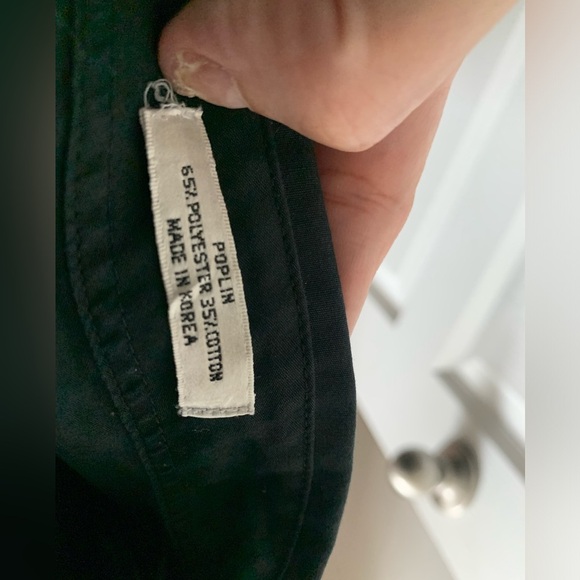 POPLIN
65% POLYESTER 35% COTTON
MADE IN KOREA